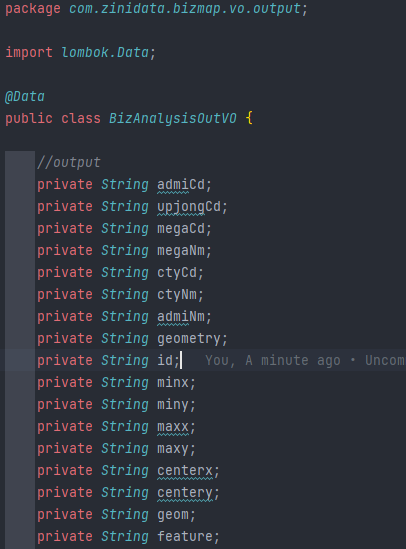 package com.zinidata.bizmap.vo.output;
import lombok.Data;
@Data
public class BizAnalysisOutVO {
//output
private String admiCd;
private String upjongCd;
private String megaCd;
private String megaNm;
private String ctyCd;
private String ctyNm;
private String admiNm;
private String geometry;
private String id; You, A minute ago • Uncom
private String minx;
private String miny;
private String maxx;
private String maxy;
private String centerx;
private String centery;
private String geom;
private String feature;